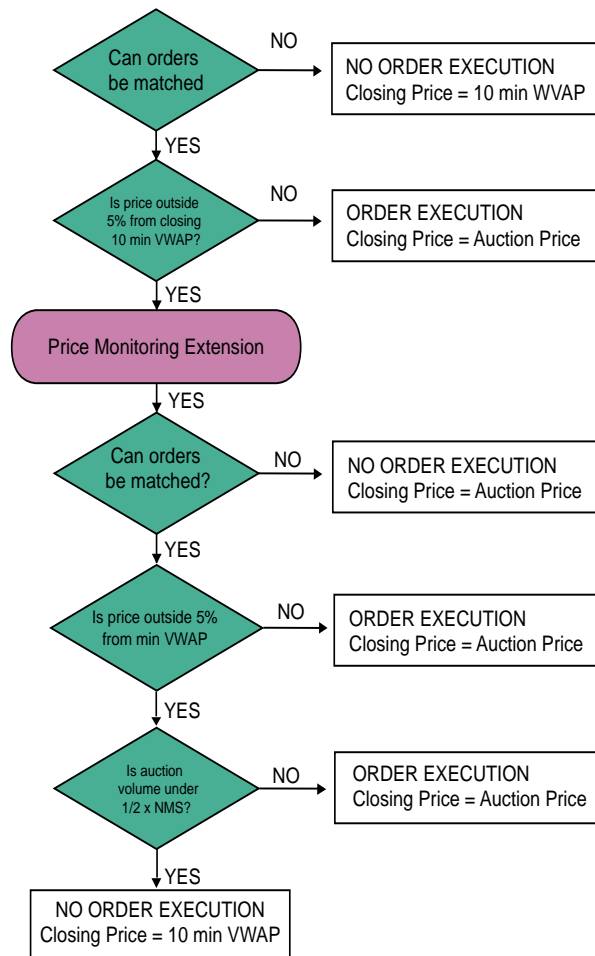 Can orders
be matched
NO
NO ORDER EXECUTION
Closing Price = 10 min WVAP
YES
Is price outside
5% from closing
10 min VWAP?
NO
ORDER EXECUTION
Closing Price = Auction Price
YES
Price Monitoring Extension
YES
Can orders
be matched?
NO
NO ORDER EXECUTION
Closing Price = Auction Price
YES
Is price outside 5%
from min VWAP
NO
ORDER EXECUTION
Closing Price = Auction Price
YES
Is auction
volume under
1/2 x NMS?
NO
ORDER EXECUTION
Closing Price = Auction Price
YES
NO ORDER EXECUTION
Closing Price = 10 min VWAP